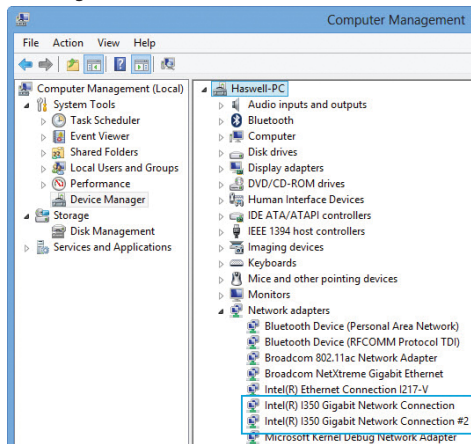 Computer Management
File Action View Help
Computer Management (Local)
System Tools
Task Scheduler
Event Viewer
Shared Folders
Local Users and Groups
Performance
Device Manager
Storage
Disk Management
Services and Applications
Haswell-PC
Audio inputs and outputs
Bluetooth
Computer
Disk drives
Display adapters
DVD/CD-ROM drives
Human Interface Devices
IDE ATA/ATAPI controllers
IEEE 1394 host controllers
Imaging devices
Keyboards
Mice and other pointing devices
Monitors
Network adapters
Bluetooth Device (Personal Area Network)
Bluetooth Device (RFCOMM Protocol TDI)
Broadcom 802.11ac Network Adapter
Broadcom NetXtreme Gigabit Ethernet
Intel(R) Ethernet Connection I217-V
Intel(R) I350 Gigabit Network Connection
Intel(R) I350 Gigabit Network Connection #2
Microsoft Kernel Debug Network Adapter